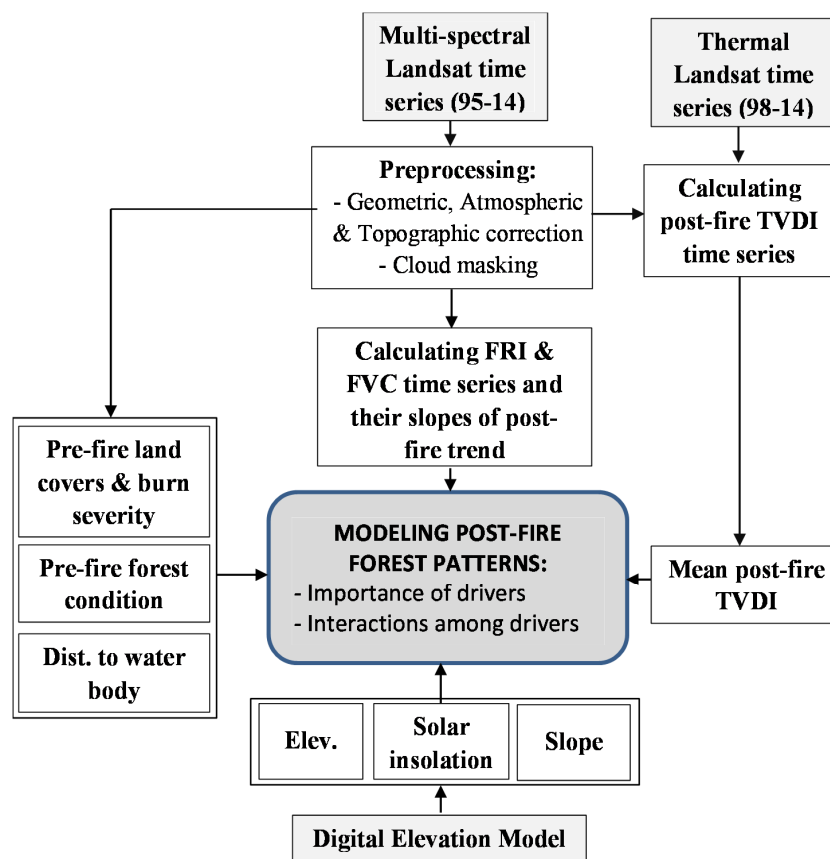 Multi-spectral
Landsat time
series (95-14)
Thermal
Landsat time
series (98-14)
Preprocessing:
- Geometric, Atmospheric
& Topographic correction
- Cloud masking
Calculating
post-fire TVDI
time series
Calculating FRI &
FVC time series and
their slopes of post-
fire trend
Pre-fire land
covers & burn
severity
Pre-fire forest
condition
Dist. to water
body
MODELING POST-FIRE
FOREST PATTERNS:
- Importance of drivers
- Interactions among drivers
Mean post-fire
TVDI
Elev.
Solar
insolation
Slope
Digital Elevation Model